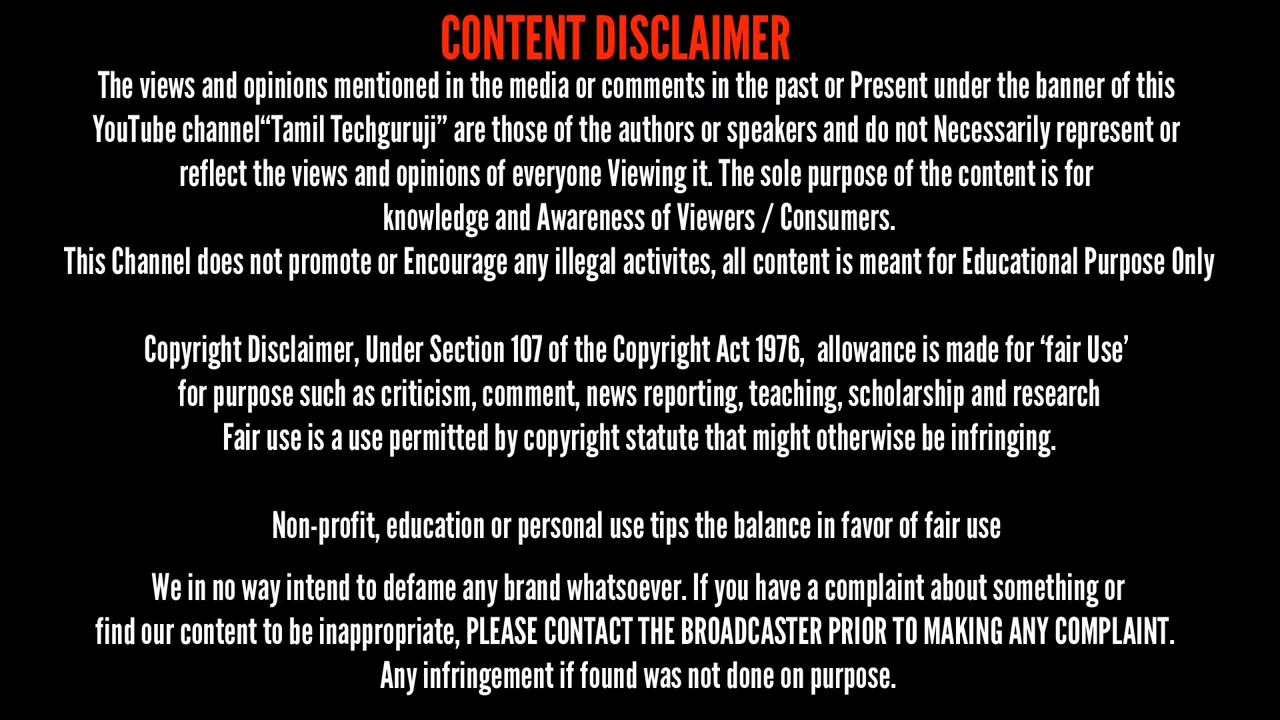 CONTENT DISCLAIMER
The views and opinions mentioned in the media or comments in the past or Present under the banner of this
YouTube channel“Tamil Techguruji” are those of the authors or speakers and do not Necessarily represent or
reflect the views and opinions of everyone Viewing it. The sole purpose of the content is for
knowledge and Awareness of Viewers / Consumers.
This Channel does not promote or Encourage any illegal activites, all content is meant for Educational Purpose Only
Copyright Disclaimer, Under Section 107 of the Copyright Act 1976, allowance is made for ‘fair Use’
for purpose such as criticism, comment, news reporting, teaching, scholarship and research
Fair use is a use permitted by copyright statute that might otherwise be infringing.
Non-profit, education or personal use tips the balance in favor of fair use
We in no way intend to defame any brand whatsoever. If you have a complaint about something or
find our content to be inappropriate, PLEASE CONTACT THE BROADCASTER PRIOR TO MAKING ANY COMPLAINT.
Any infringement if found was not done on purpose.